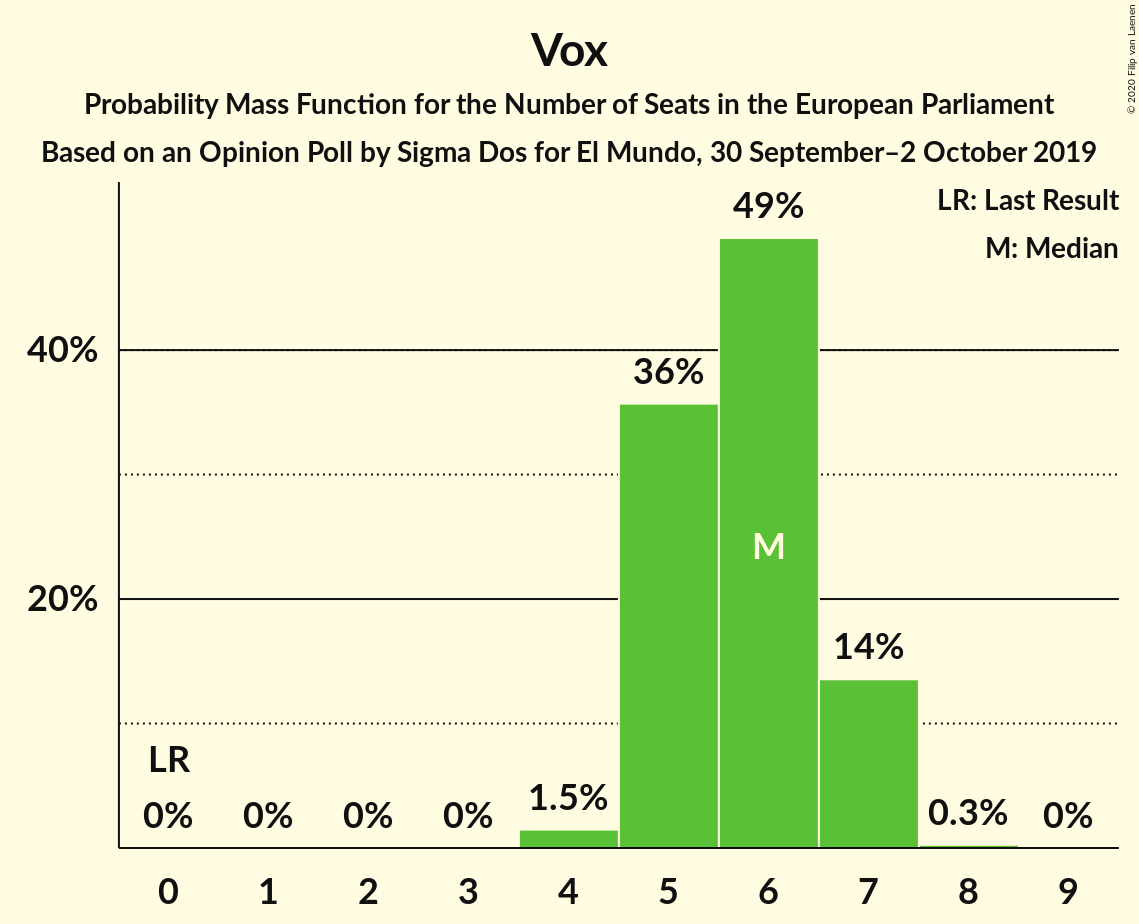 Vox
Probability Mass Function for the Number of Seats in the European Parliament
Based on an Opinion Poll by Sigma Dos for El Mundo, 30 September–2 October 2019
© 2020 Filip van Laenen
LR: Last Result
M: Median
49%
40%
36%
M
20%
14%
LR
0% 0% 0% 0% 1.5% 0.3% 0%
0 1 2 3 4 5 6 7 8 9